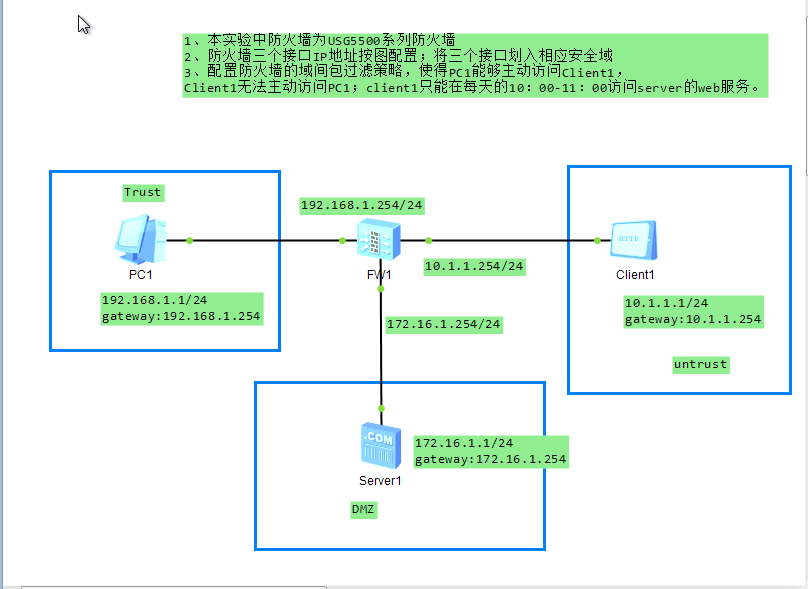 1、本实验中防火墙为USG5500系列防火墙
2、防火墙三个接口IP地址按图配置；将三个接口划入相应安全域
3、配置防火墙的域间包过滤策略，使得PC1能够主动访问Client1，
Client1无法主动访问PC1；client1只能在每天的10：00-11：00访问server的web服务。
Trust
192.168.1.254/24
HTTP
PC1
FW1
10.1.1.254/24
Client1
192.168.1.1/24
gateway:192.168.1.254
10.1.1.1/24
gateway:10.1.1.254
172.16.1.254/24
untrust
.COM
172.16.1.1/24
gateway:172.16.1.254
Server1
DMZ